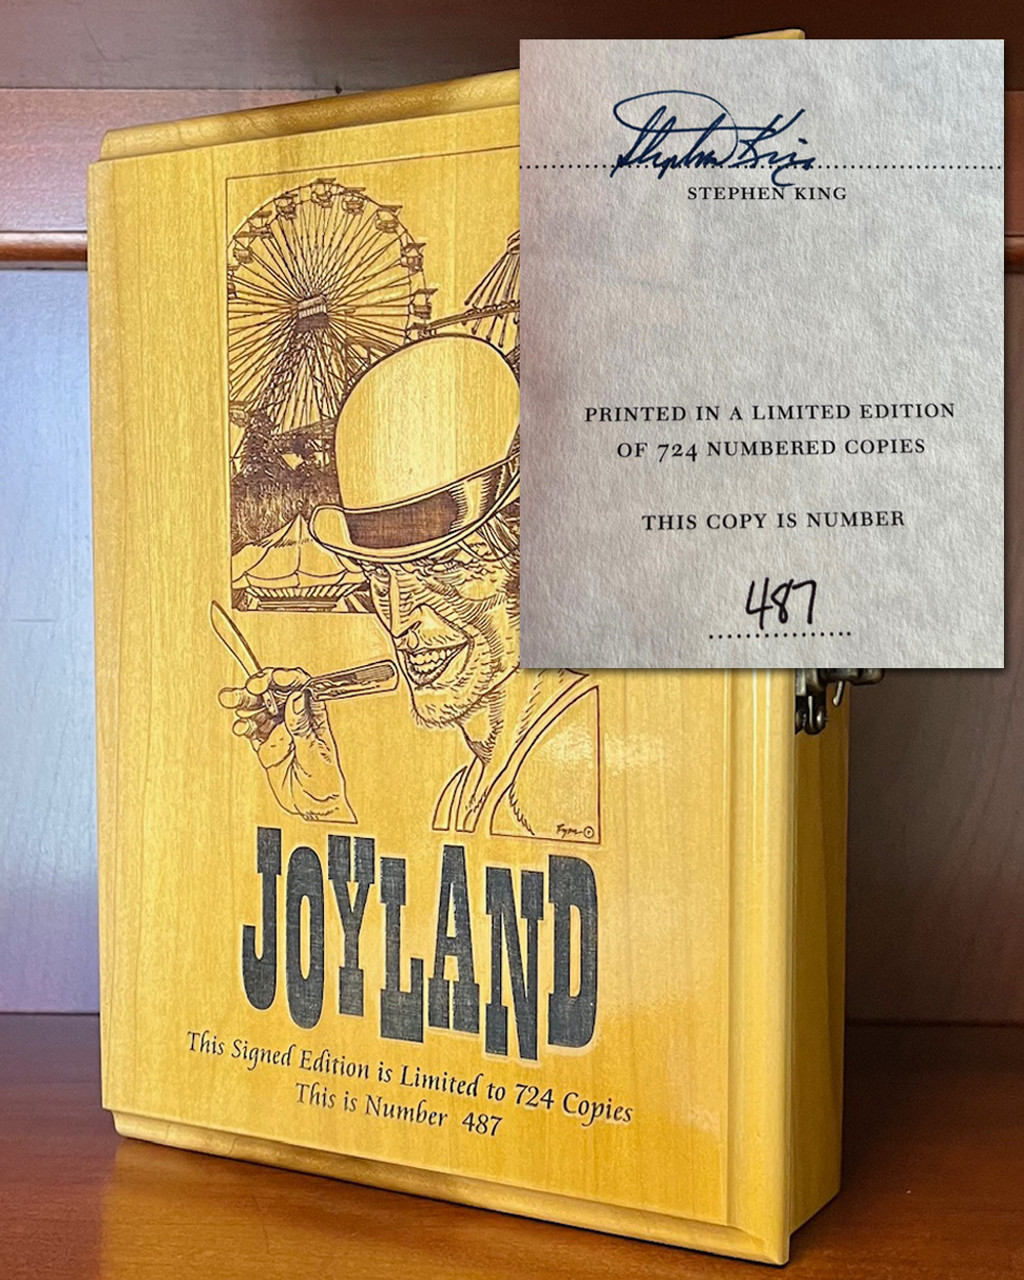 Stephen King
STEPHEN KING
PRINTED IN A LIMITED EDITION
OF 724 NUMBERED COPIES
THIS COPY IS NUMBER
487
JOYLAND
This Signed Edition is Limited to 724 Copies
This is Number 487